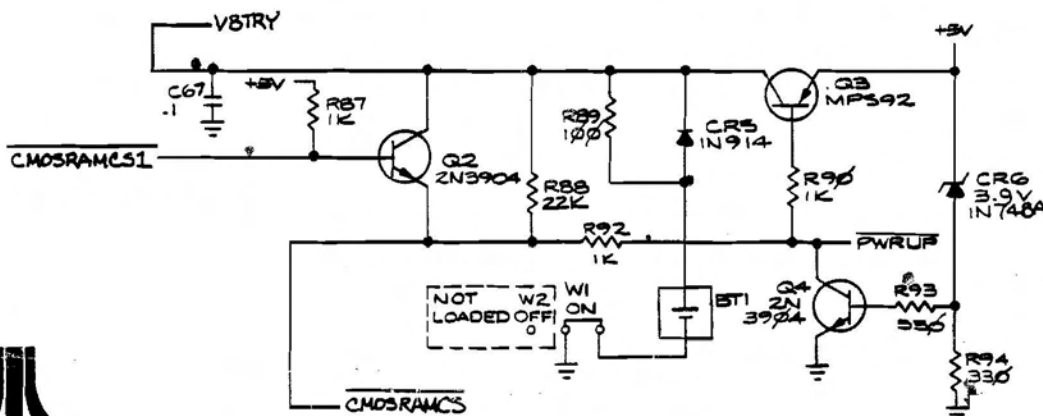 VBTRY
+5V
C67
.1
+5V
R87
1K
Q3
MPS92
R89
100
CR5
1N914
CMOSRAMCS1
Q2
2N3904
R88
22K
R90
1K
CR6
3.9V
1N748A
R92
1K
PWRUP
NOT LOADED
W2
OFF
W1
ON
BT1
Q4
2N
3904
R93
330
R94
330
CMOSRAMCS